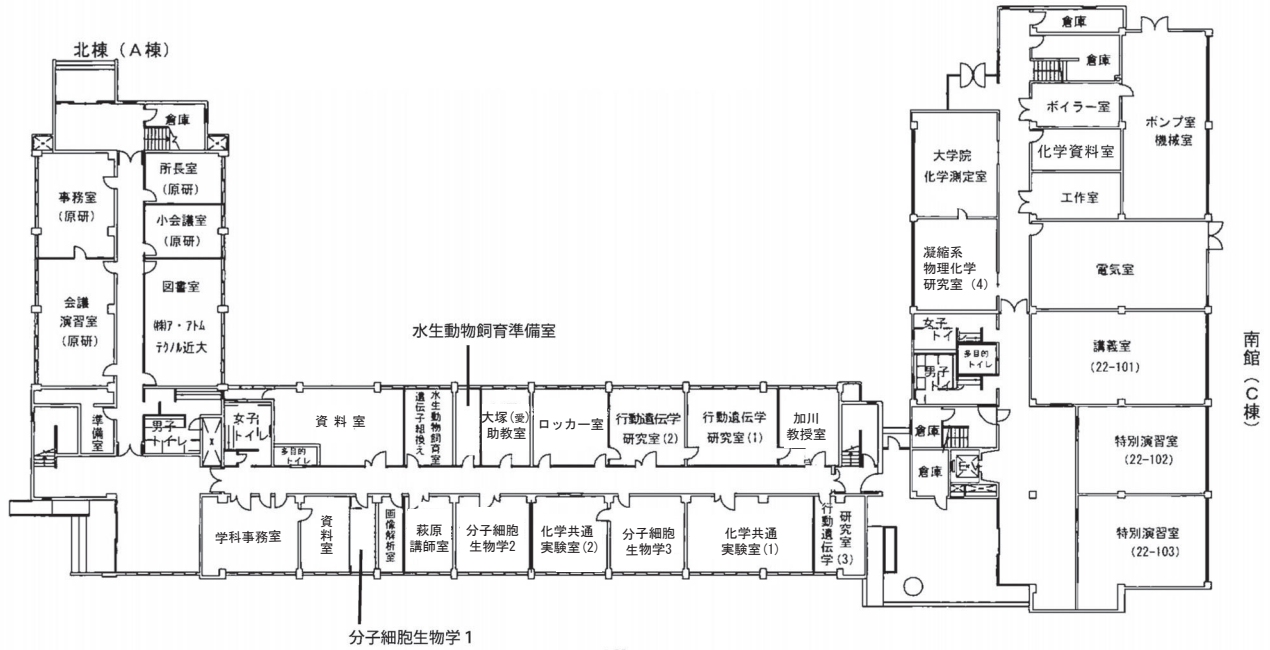 北棟（A棟）
倉庫
所長室
(原研)
事務室
(原研)
小会議室
(原研)
会議
演習室
(原研)
図書室
㈱ア・アトム
テクノル近大
準備室
男子
トイレ
女子
トイレ
資料室
多目的
トイレ
水生動物飼育室
遺伝子組換え
水生動物飼育準備室
大塚(愛)
助教室
ロッカー室
行動遺伝学
研究室(2)
行動遺伝学
研究室(1)
加川
教授室
学科事務室
資料室
分子細胞生物学１
画像解析室
萩原
講師室
分子細胞
生物学2
化学共通
実験室(2)
分子細胞
生物学3
化学共通
実験室(1)
行動遺伝学
研究室(3)
倉庫
倉庫
ボイラー室
ポンプ室
機械室
大学院
化学測定室
化学資料室
工作室
凝縮系
物理化学
研究室(4)
電気室
女子
トイレ
多目的
トイレ
男子
トイレ
講義室
(22-101)
南館（C棟）
倉庫
倉庫
特別演習室
(22-102)
特別演習室
(22-103)